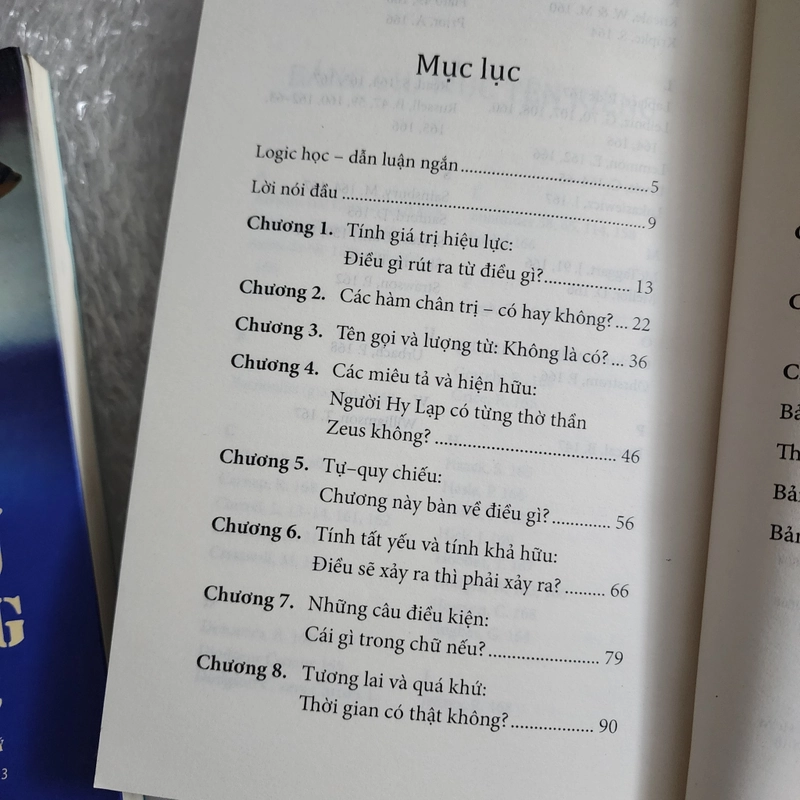 Mục lục
Logic học – dẫn luận ngắn.....................................5
Lời nói đầu .........................................................9
Chương 1. Tính giá trị hiệu lực:
Điều gì rút ra từ điều gì?.................. 13
Chương 2. Các hàm chân trị – có hay không?... 22
Chương 3. Tên gọi và lượng từ: Không là có?.. 36
Chương 4. Các miêu tả và hiện hữu:
Người Hy Lạp có từng thờ thần
Zeus không?..................................... 46
Chương 5. Tự–quy chiếu:
Chương này bàn về điều gì?............ 56
Chương 6. Tính tất yếu và tính khả hữu:
Điều sẽ xảy ra thì phải xảy ra?......... 66
Chương 7. Những câu điều kiện:
Cái gì trong chữ nếu?....................... 79
Chương 8. Tương lai và quá khứ:
Thời gian có thật không?................... 90